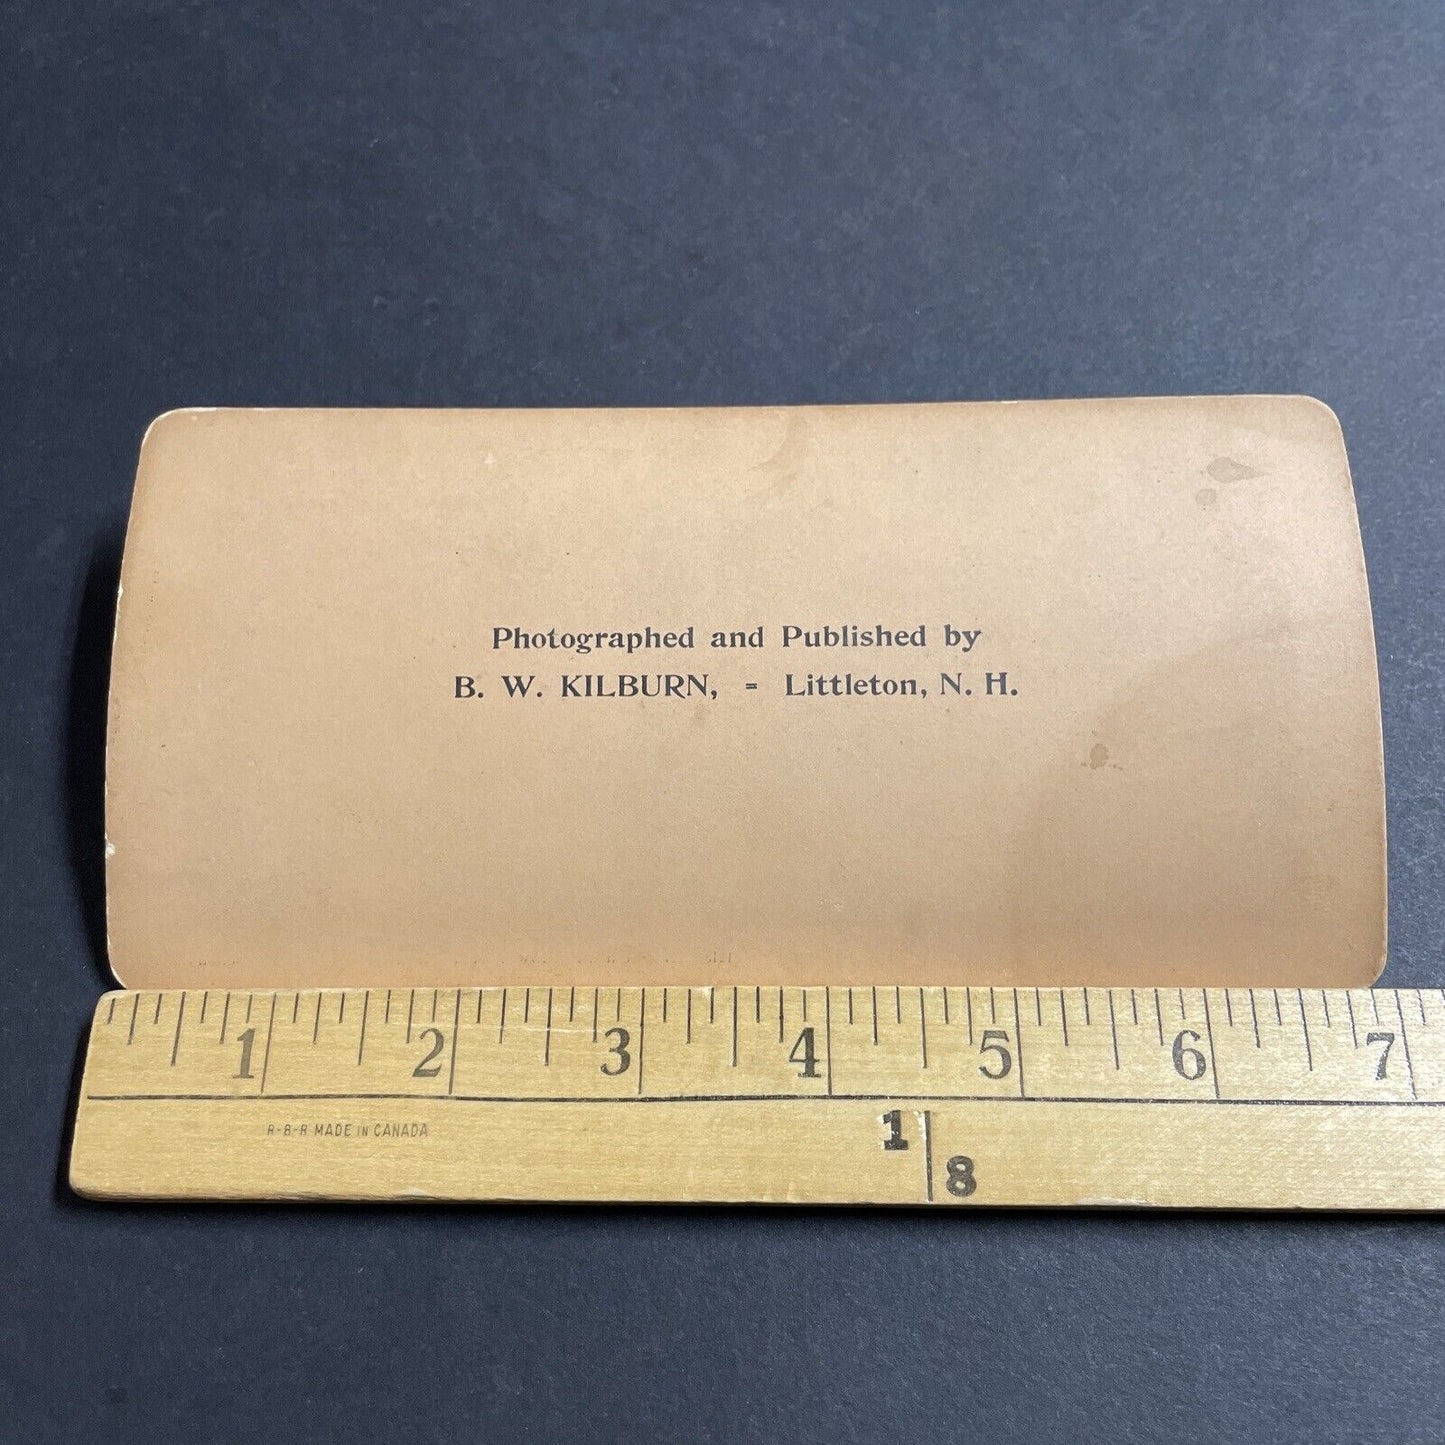 Photographed and Published by
B. W. KILBURN, = Littleton, N. H.
1 2 3 4 5 6 7
R-B-R MADE IN CANADA
1
8